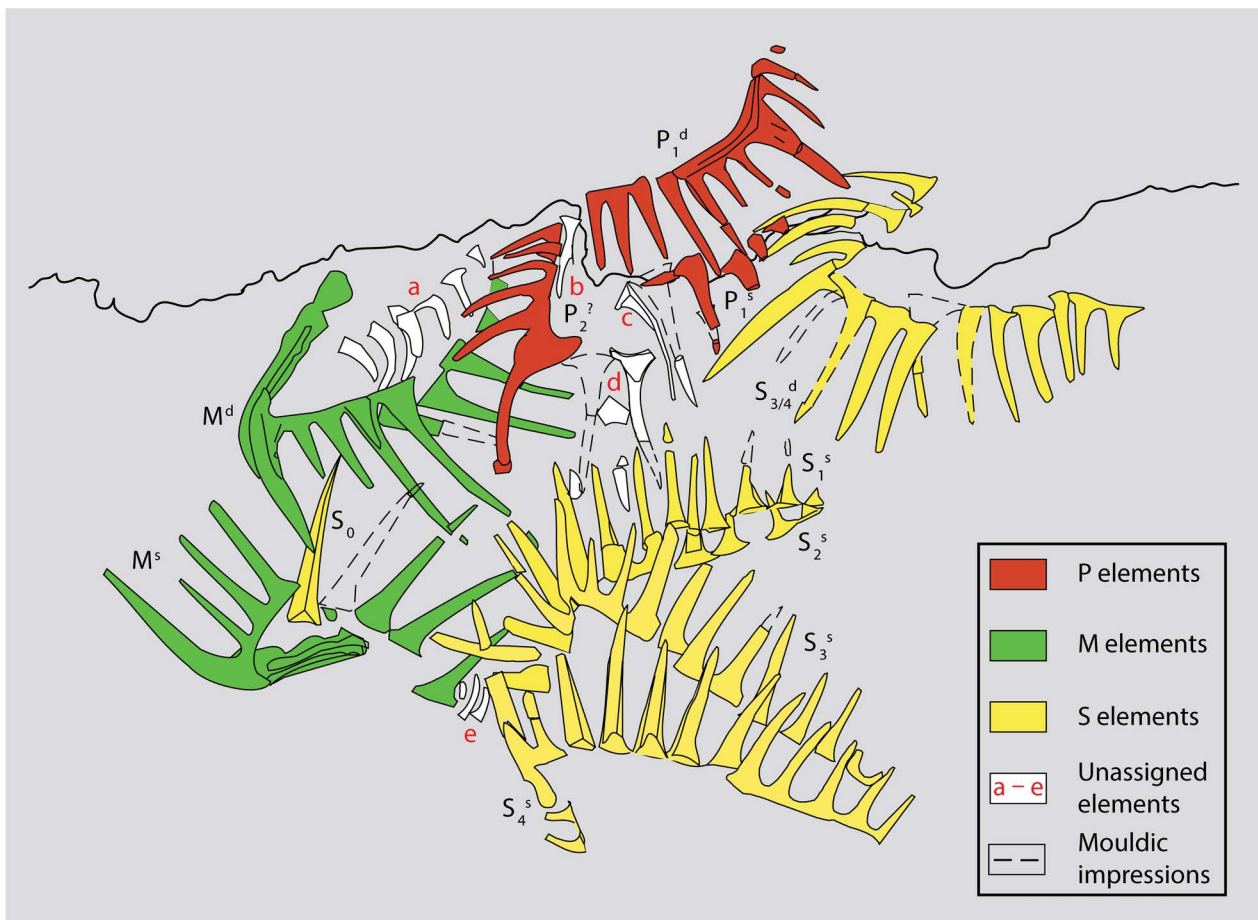 P₁ᵈ
a
b
P₂?
c
P₁ˢ
d
S₃/₄ᵈ
Mᵈ
S₁ˢ
S₀
S₂ˢ
Mˢ
S₃ˢ
e
S₄ˢ
P elements
M elements
S elements
a – e
Unassigned
elements
Mouldic
impressions